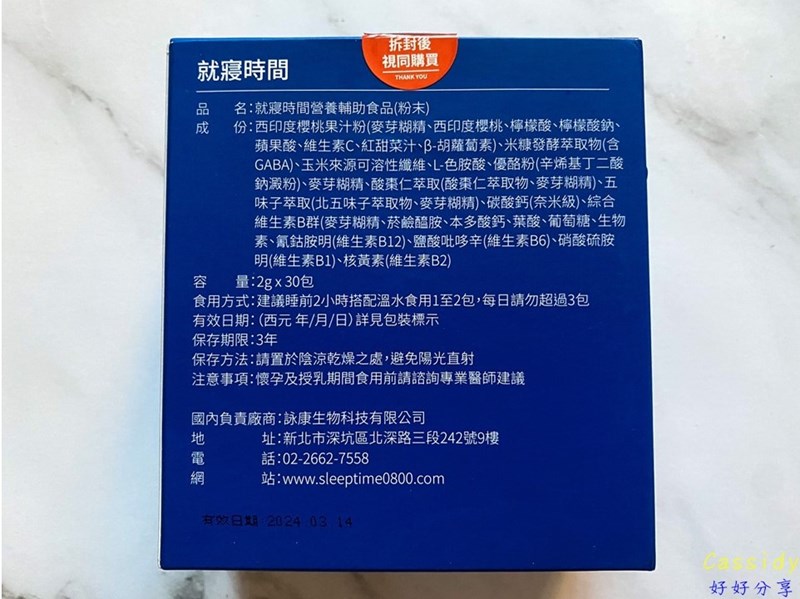 拆封後
視同購買
THANK YOU
就寢時間
品　　名：就寢時間營養輔助食品(粉末)
成　　份：西印度櫻桃果汁粉(麥芽糊精、西印度櫻桃、檸檬酸、檸檬酸鈉、
蘋果酸、維生素C、紅甜菜汁、β-胡蘿蔔素)、米糠發酵萃取物(含
GABA)、玉米來源可溶性纖維、L-色胺酸、優酪粉(辛烯基丁二酸
鈉澱粉)、麥芽糊精、酸棗仁萃取(酸棗仁萃取物、麥芽糊精)、五
味子萃取(北五味子萃取物、麥芽糊精)、碳酸鈣(奈米級)、綜合
維生素B群(麥芽糊精、菸鹼醯胺、本多酸鈣、葉酸、葡萄糖、生物
素、氰鈷胺明(維生素B12)、鹽酸吡哆辛(維生素B6)、硝酸硫胺
明(維生素B1)、核黃素(維生素B2)
容　　量：2g x 30包
食用方式：建議睡前2小時搭配溫水食用1至2包，每日請勿超過3包
有效日期：(西元 年/月/日)詳見包裝標示
保存期限：3年
保存方法：請置於陰涼乾燥之處，避免陽光直射
注意事項：懷孕及授乳期間食用前請諮詢專業醫師建議
國內負責廠商：詠康生物科技有限公司
地　　址：新北市深坑區北深路三段242號9樓
電　　話：02-2662-7558
網　　站：www.sleeptime0800.com
有效日期 2024 03 14
Cassidy
好好分享